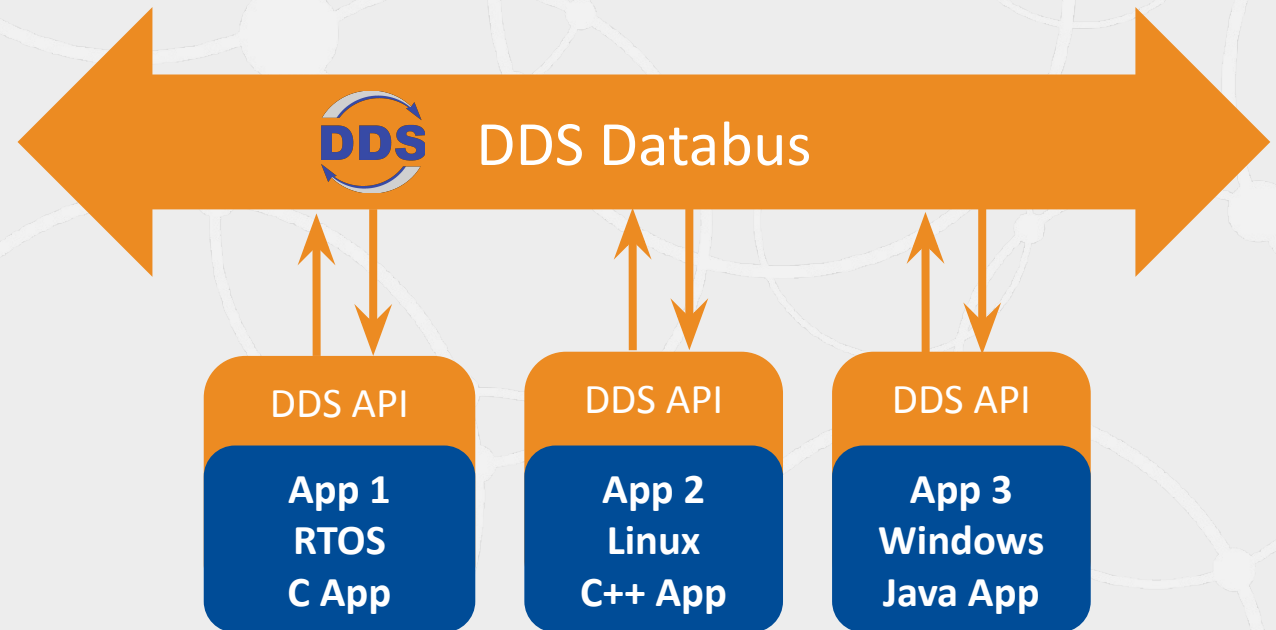 DDS
DDS Databus
DDS API
App 1
RTOS
C App
DDS API
App 2
Linux
C++ App
DDS API
App 3
Windows
Java App